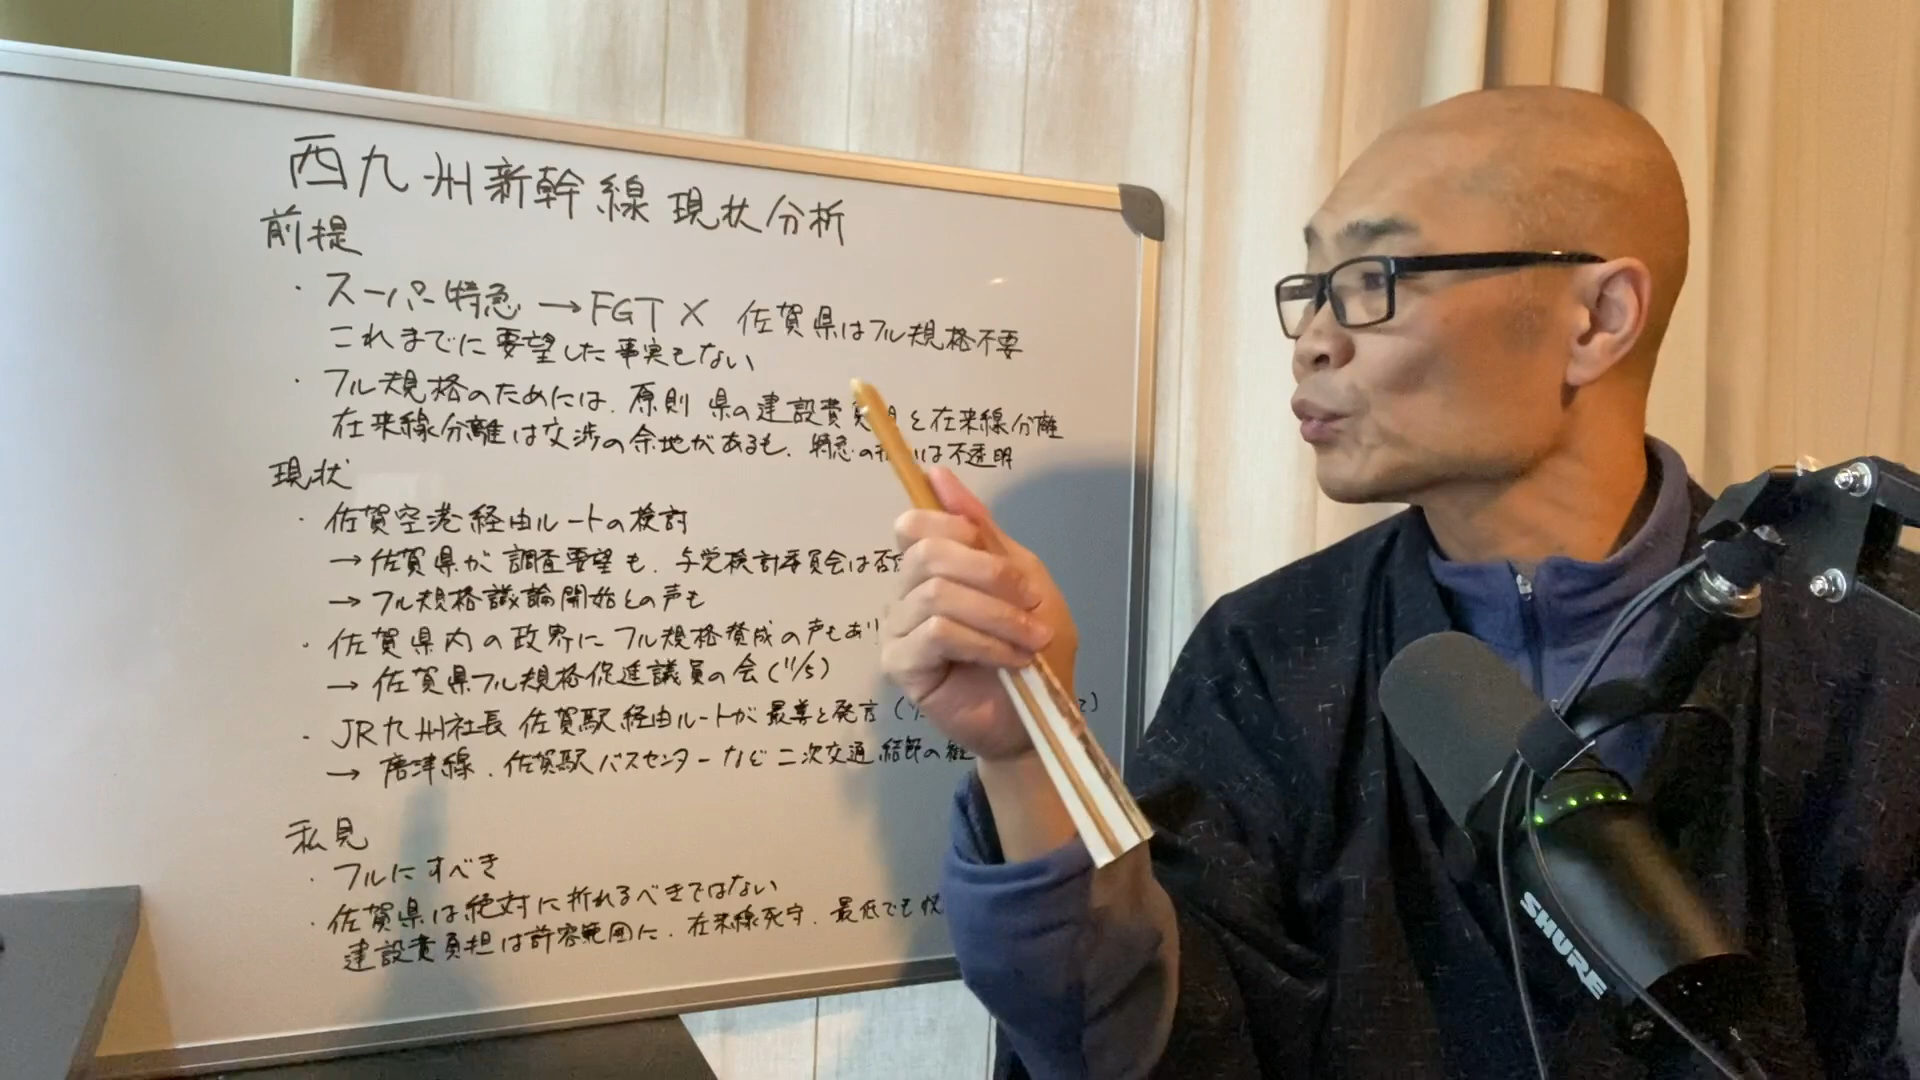 西九州新幹線 現状分析
前提
・スーパー特急→FGT× 佐賀県はフル規格不要
これまでに要望した事実もない
・フル規格のためには、原則 県の建設費 と在来線分離
在来線分離は交渉の余地があるも、特急の は不透明
現状
・佐賀空港経由ルートの検討
→佐賀県が調査要望も、与党検討委員会は否
→フル規格議論開始との声も
・佐賀県内の政界にフル規格賛成の声もあり
→佐賀県フル規格促進議員の会(11/5)
・JR九州社長 佐賀駅経由ルートが最善と発言(
→唐津線、佐賀駅バスセンターなど二次交通結節の
私見
・フルにすべき
・佐賀県は絶対に折れるべきではない
建設費負担は許容範囲に、在来線死守、最低でも
SHURE